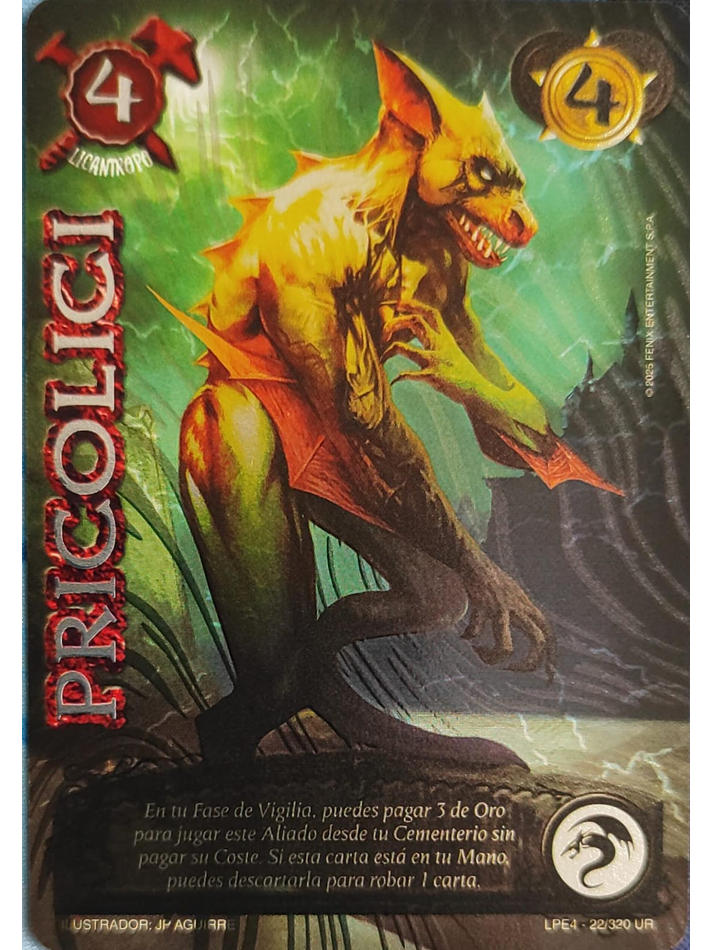 4
LICANTROPO
4
PRICOLICI
© 2025 FENIX ENTERTAINMENT S.P.A.
En tu Fase de Vigilia, puedes pagar 3 de Oro
para jugar este Aliado desde tu Cementerio sin
pagar su Coste. Si esta carta está en tu Mano,
puedes descartarla para robar 1 carta.
ILUSTRADOR: JP AGUIRRE
LPE4 - 22/320 UR